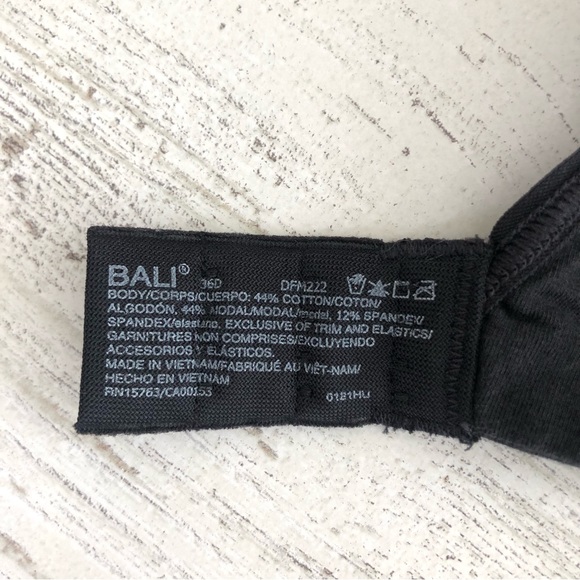 BALI® 36D DFM222
BODY/CORPS/CUERPO: 44% COTTON/COTON/
ALGODÓN, 44% MODAL/MODAL/modal, 12% SPANDEX/
SPANDEX/elastano. EXCLUSIVE OF TRIM AND ELASTICS/
GARNITURES NON COMPRISES/EXCLUYENDO
ACCESORIOS Y ELÁSTICOS.
MADE IN VIETNAM/FABRIQUÉ AU VIÊT-NAM/
HECHO EN VIETNAM
RN15763/CA00153 0181HU